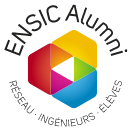 ENSIC Alumni
RÉSEAU · INGÉNIEURS · ÉLÈVES